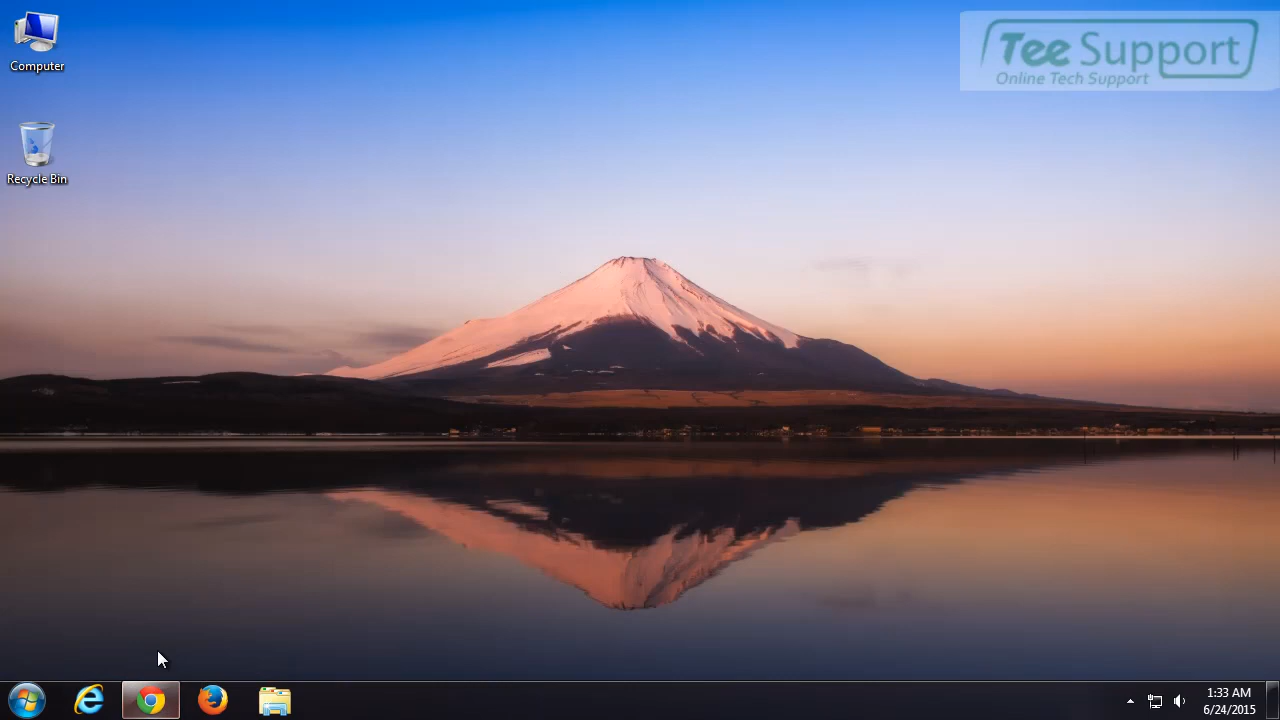 Computer
Recycle Bin
Tee Support
Online Tech Support
1:33 AM
6/24/2015